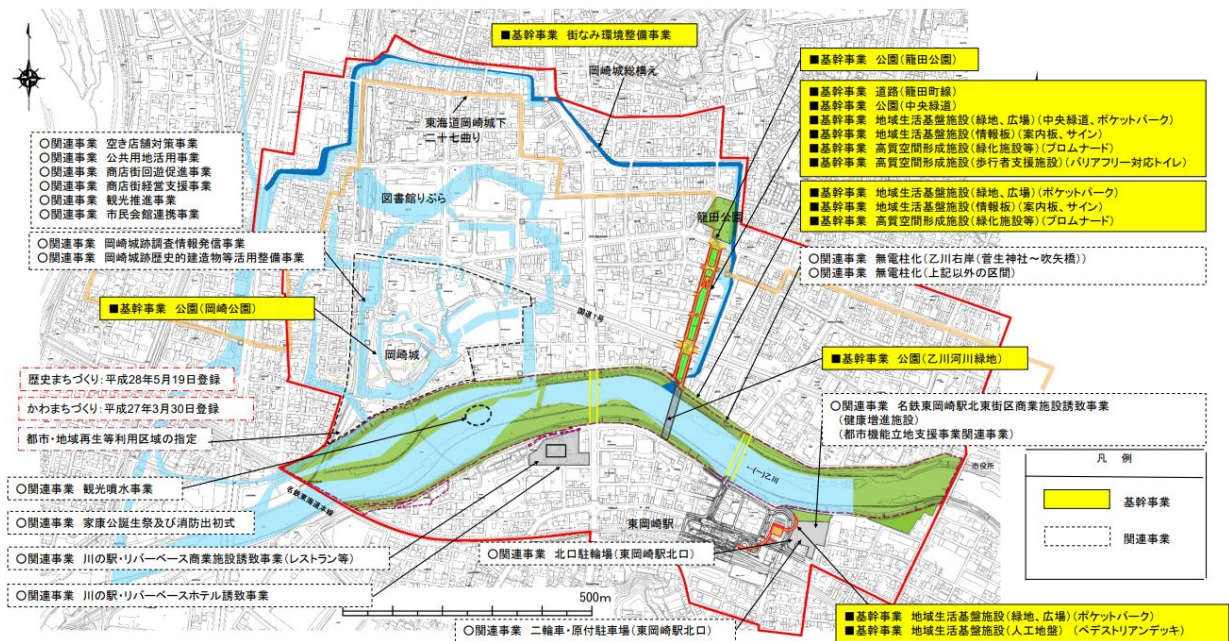 ■基幹事業 街なみ環境整備事業
岡崎城総構え
東海道岡崎城下
二十七曲り
■基幹事業 公園(籠田公園)
■基幹事業 道路(籠田町線)
■基幹事業 公園(中央緑道)
■基幹事業 地域生活基盤施設(緑地、広場)(中央緑道、ポケットパーク)
■基幹事業 地域生活基盤施設(情報板)(案内板、サイン)
■基幹事業 高質空間形成施設(緑化施設等)(プロムナード)
■基幹事業 高質空間形成施設(歩行者支援施設)(バリアフリー対応トイレ)
■基幹事業 地域生活基盤施設(緑地、広場)(ポケットパーク)
■基幹事業 地域生活基盤施設(情報板)(案内板、サイン)
■基幹事業 高質空間形成施設(緑化施設等)(プロムナード)
○関連事業 無電柱化(乙川右岸(菅生神社~吹矢橋))
○関連事業 無電柱化(上記以外の区間)
○関連事業 空き店舗対策事業
○関連事業 公共用地活用事業
○関連事業 商店街回遊促進事業
○関連事業 商店街経営支援事業
○関連事業 観光推進事業
○関連事業 市民会館連携事業
○関連事業 岡崎城跡調査情報発信事業
○関連事業 岡崎城跡歴史的建造物等活用整備事業
図書館りぶら
籠田公園
■基幹事業 公園(岡崎公園)
国道1号
岡崎城
■基幹事業 公園(乙川河川緑地)
歴史まちづくり:平成28年5月19日登録
かわまちづくり:平成27年3月30日登録
都市・地域再生等利用区域の指定
○関連事業 名鉄東岡崎駅北東街区商業施設誘致事業
(健康増進施設)
(都市機能立地支援事業関連事業)
凡 例
基幹事業
関連事業
市役所
(一)乙川
○関連事業 観光噴水事業
名鉄東海道本線
○関連事業 家康公誕生祭及び消防出初式
東岡崎駅
○関連事業 川の駅・リバーベース商業施設誘致事業(レストラン等)
○関連事業 北口駐輪場(東岡崎駅北口)
○関連事業 川の駅・リバーベースホテル誘致事業
500m
○関連事業 二輪車・原付駐車場(東岡崎駅北口)
■基幹事業 地域生活基盤施設(緑地、広場)(ポケットパーク)
■基幹事業 地域生活基盤施設(人工地盤) (ペデストリアンデッキ)